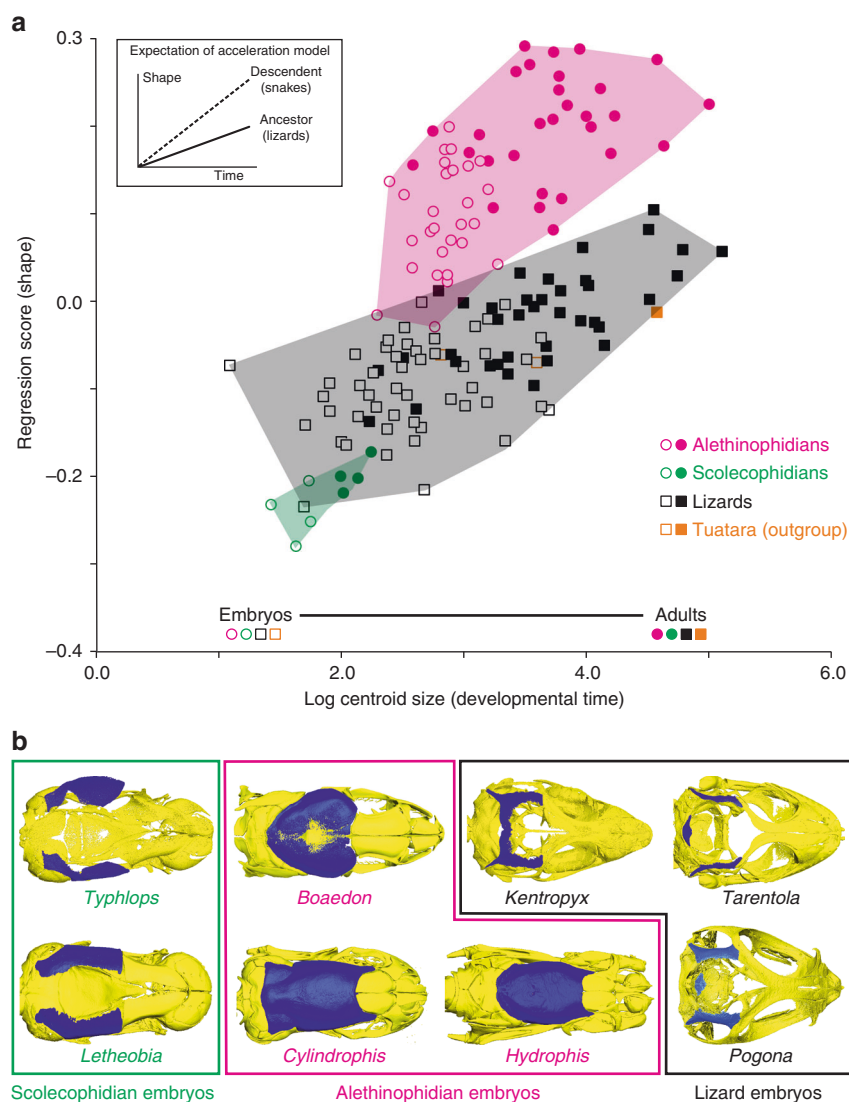 a
0.3
0.0
–0.2
–0.4
Regression score (shape)
Expectation of acceleration model
Shape
Descendent
(snakes)
Ancestor
(lizards)
Time
Alethinophidians
Scolecophidians
Lizards
Tuatara (outgroup)
Embryos
Adults
0.0
2.0
4.0
6.0
Log centroid size (developmental time)
b
Typhlops
Boaedon
Kentropyx
Tarentola
Letheobia
Cylindrophis
Hydrophis
Pogona
Scolecophidian embryos
Alethinophidian embryos
Lizard embryos